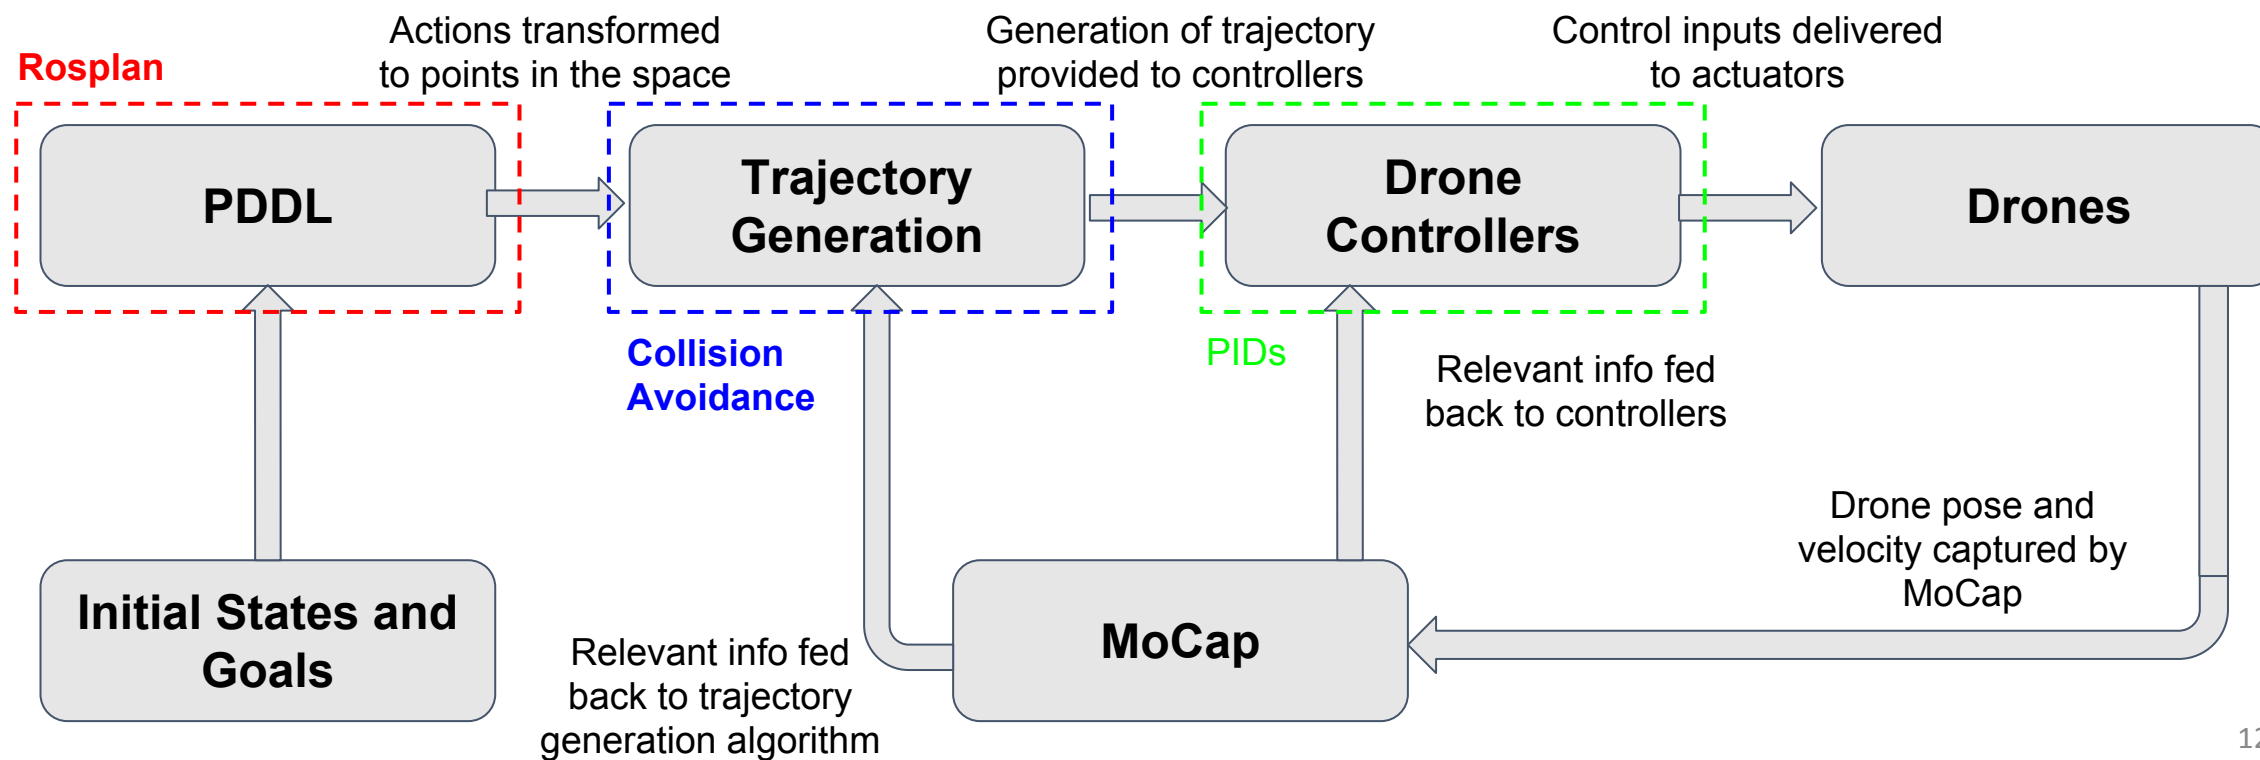 Rosplan
Actions transformed
to points in the space
Generation of trajectory
provided to controllers
Control inputs delivered
to actuators
PDDL
Trajectory
Generation
Drone
Controllers
Drones
Collision
Avoidance
PIDs
Relevant info fed
back to controllers
Drone pose and
velocity captured by
MoCap
Initial States and
Goals
Relevant info fed
back to trajectory
generation algorithm
MoCap
12